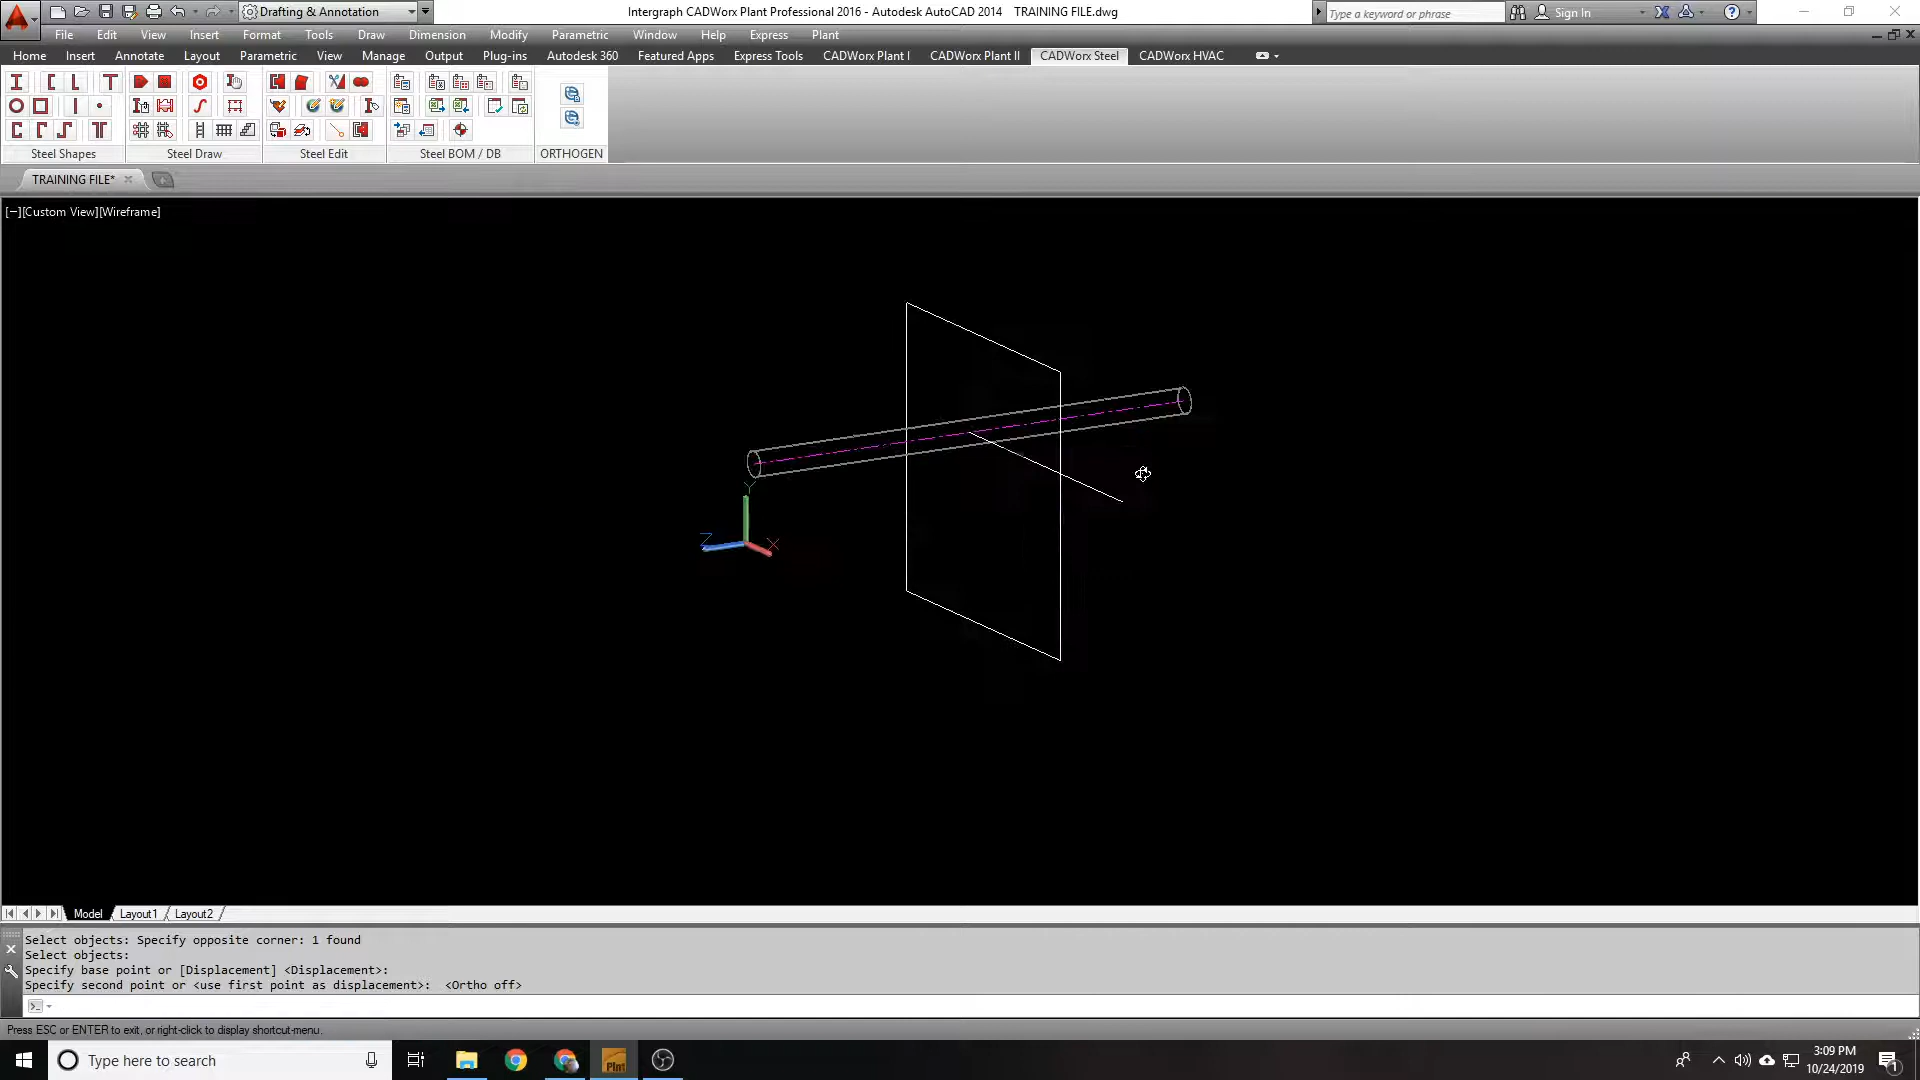 Drafting & Annotation
Intergraph CADWorx Plant Professional 2016 - Autodesk AutoCAD 2014 TRAINING FILE.dwg
Type a keyword or phrase
Sign In
File Edit View Insert Format Tools Draw Dimension Modify Parametric Window Help Express Plant
Home Insert Annotate Layout Parametric View Manage Output Plug-ins Autodesk 360 Featured Apps Express Tools CADWorx Plant I CADWorx Plant II CADWorx Steel CADWorx HVAC
Steel Shapes Steel Draw Steel Edit Steel BOM / DB ORTHOGEN
TRAINING FILE*
[−][Custom View][Wireframe]
Y
Z X
Model Layout1 Layout2
Select objects: Specify opposite corner: 1 found
Select objects:
Specify base point or [Displacement] <Displacement>:
Specify second point or <use first point as displacement>: <Ortho off>
Press ESC or ENTER to exit, or right-click to display shortcut-menu.
Type here to search
Plnt
3:09 PM
10/24/2019
1